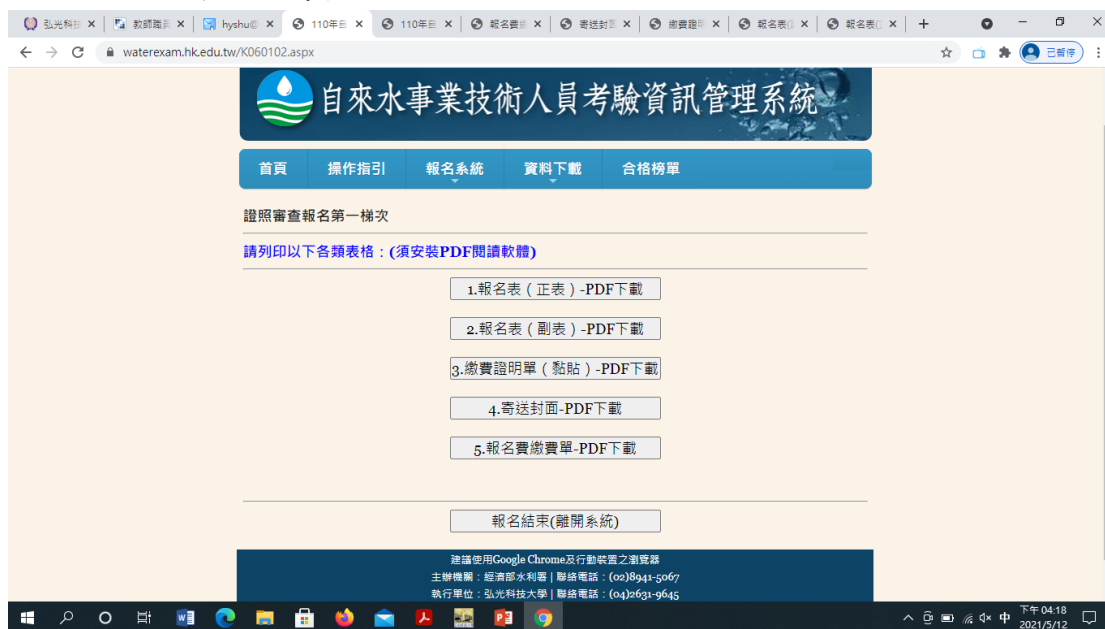 弘光科技
教師職員
hyshu@
110年自
110年自
報名費繳
寄送封面
繳費證明
報名表(副
報名表(正
waterexam.hk.edu.tw/K060102.aspx
已暫停
自來水事業技術人員考驗資訊管理系統
首頁 操作指引 報名系統 資料下載 合格榜單
證照審查報名第一梯次
請列印以下各類表格：(須安裝PDF閱讀軟體)
1.報名表（正表）-PDF下載
2.報名表（副表）-PDF下載
3.繳費證明單（黏貼）-PDF下載
4.寄送封面-PDF下載
5.報名費繳費單-PDF下載
報名結束(離開系統)
建議使用Google Chrome及行動裝置之瀏覽器
主辦機關：經濟部水利署 | 聯絡電話：(02)8941-5067
執行單位：弘光科技大學 | 聯絡電話：(04)2631-9645
中
下午 04:18
2021/5/12